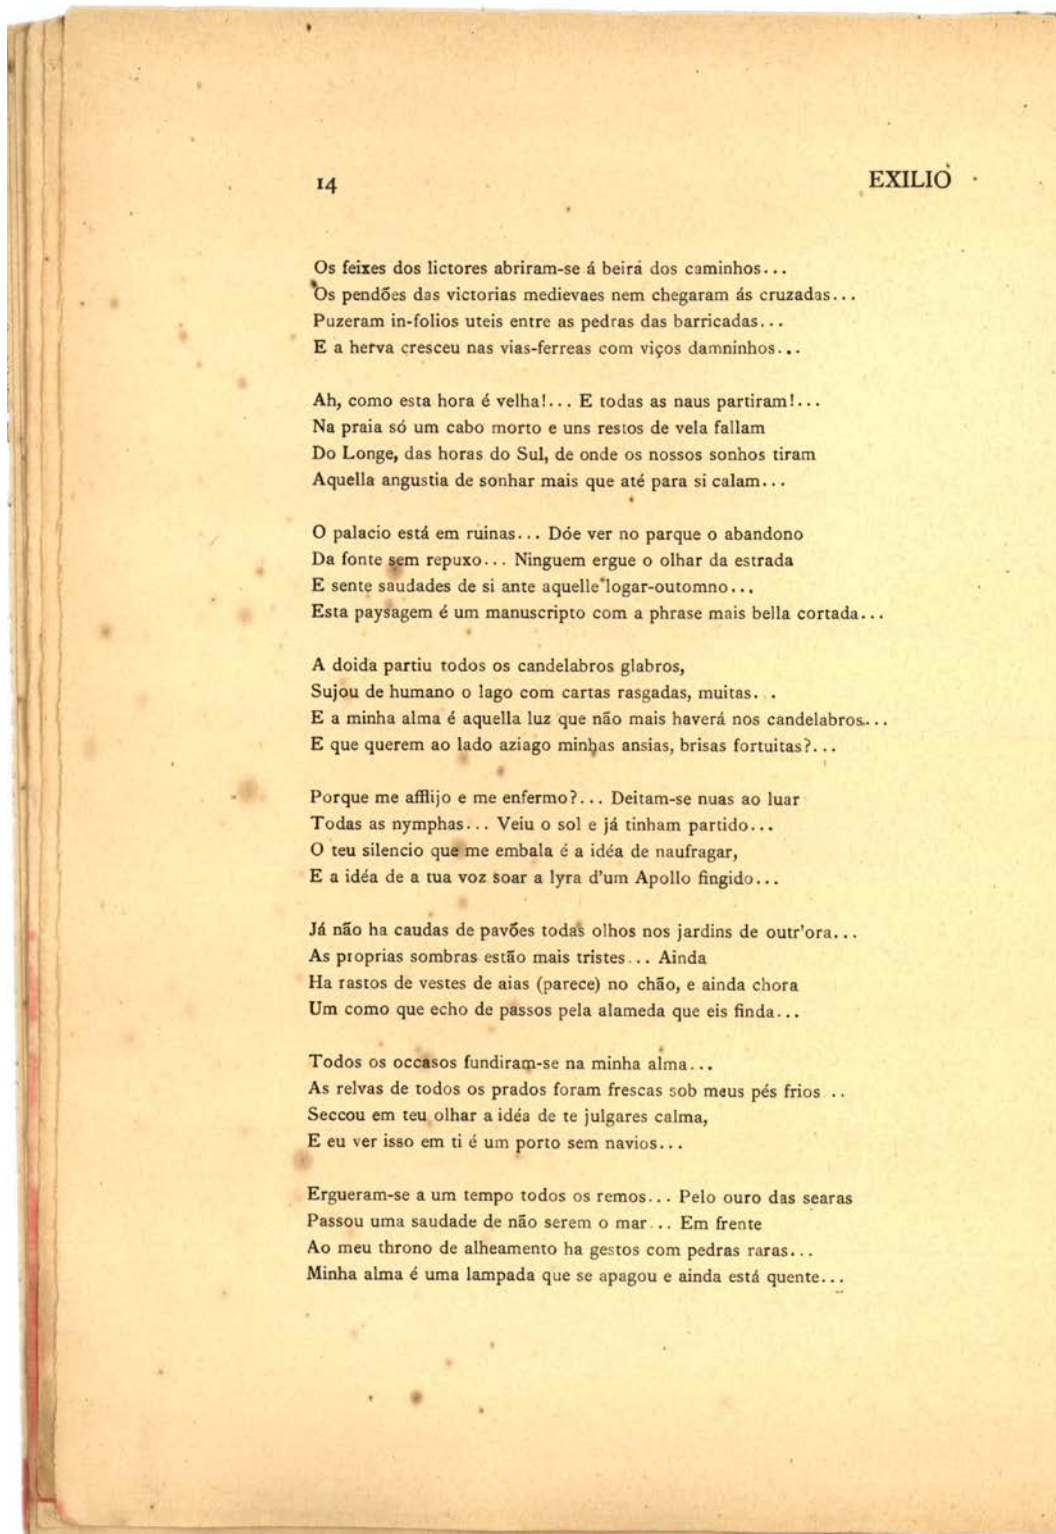 14
EXILIO
Os feixes dos lictores abriram-se á beira dos caminhos...
Os pendões das victorias medievaes nem chegaram ás cruzadas...
Puzeram in-folios uteis entre as pedras das barricadas...
E a herva cresceu nas vias-ferreas com viços damninhos...
Ah, como esta hora é velha!... E todas as naus partiram!...
Na praia só um cabo morto e uns restos de vela fallam
Do Longe, das horas do Sul, de onde os nossos sonhos tiram
Aquella angustia de sonhar mais que até para si calam...
O palacio está em ruinas... Dóe ver no parque o abandono
Da fonte sem repuxo... Ninguem ergue o olhar da estrada
E sente saudades de si ante aquelle logar-outomno...
Esta paysagem é um manuscripto com a phrase mais bella cortada...
A doida partiu todos os candelabros glabros,
Sujou de humano o lago com cartas rasgadas, muitas...
E a minha alma é aquella luz que não mais haverá nos candelabros...
E que querem ao lado aziago minhas ansias, brisas fortuitas?...
Porque me afflijo e me enfermo?... Deitam-se nuas ao luar
Todas as nymphas... Veiu o sol e já tinham partido...
O teu silencio que me embala é a idéa de naufragar,
E a idéa de a tua voz soar a lyra d'um Apollo fingido...
Já não ha caudas de pavões todas olhos nos jardins de outr'ora...
As proprias sombras estão mais tristes... Ainda
Ha rastos de vestes de aias (parece) no chão, e ainda chora
Um como que echo de passos pela alameda que eis finda...
Todos os occasos fundiram-se na minha alma...
As relvas de todos os prados foram frescas sob meus pés frios...
Seccou em teu olhar a idéa de te julgares calma,
E eu ver isso em ti é um porto sem navios...
Ergueram-se a um tempo todos os remos... Pelo ouro das searas
Passou uma saudade de não serem o mar... Em frente
Ao meu throno de alheamento ha gestos com pedras raras...
Minha alma é uma lampada que se apagou e ainda está quente...